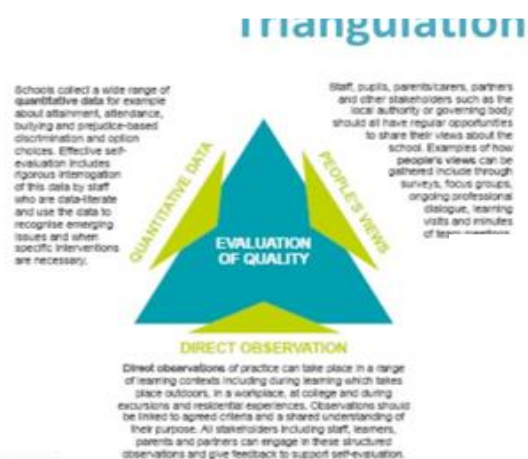 Triangulation
Schools collect a wide range of
quantitative data for example
about attainment, attendance,
bullying and prejudice-based
discrimination and option
choices. Effective self-
evaluation includes
rigorous interrogation
of this data by staff
who are data-literate
and use the data to
recognise emerging
issues and when
specific interventions
are necessary.
Staff, pupils, parents/carers, partners
and other stakeholders such as the
local authority or governing body
should all have regular opportunities
to share their views about the
school. Examples of how
people's views can be
gathered include through
surveys, focus groups,
ongoing professional
dialogue, learning
visits and minutes
of team meetings.
QUANTITATIVE DATA
PEOPLE'S VIEWS
EVALUATION
OF QUALITY
DIRECT OBSERVATION
Direct observations of practice can take place in a range
of learning contexts including during learning which takes
place outdoors, in a workplace, at college and during
excursions and residential experiences. Observations should
be linked to agreed criteria and a shared understanding of
their purpose. All stakeholders including staff, learners,
parents and partners can engage in these structured
observations and give feedback to support self-evaluation.